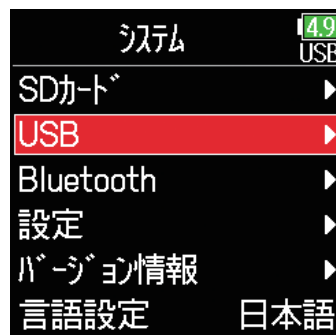 システム
4.9
USB
SDカード
USB
Bluetooth
設定
バージョン情報
言語設定 日本語